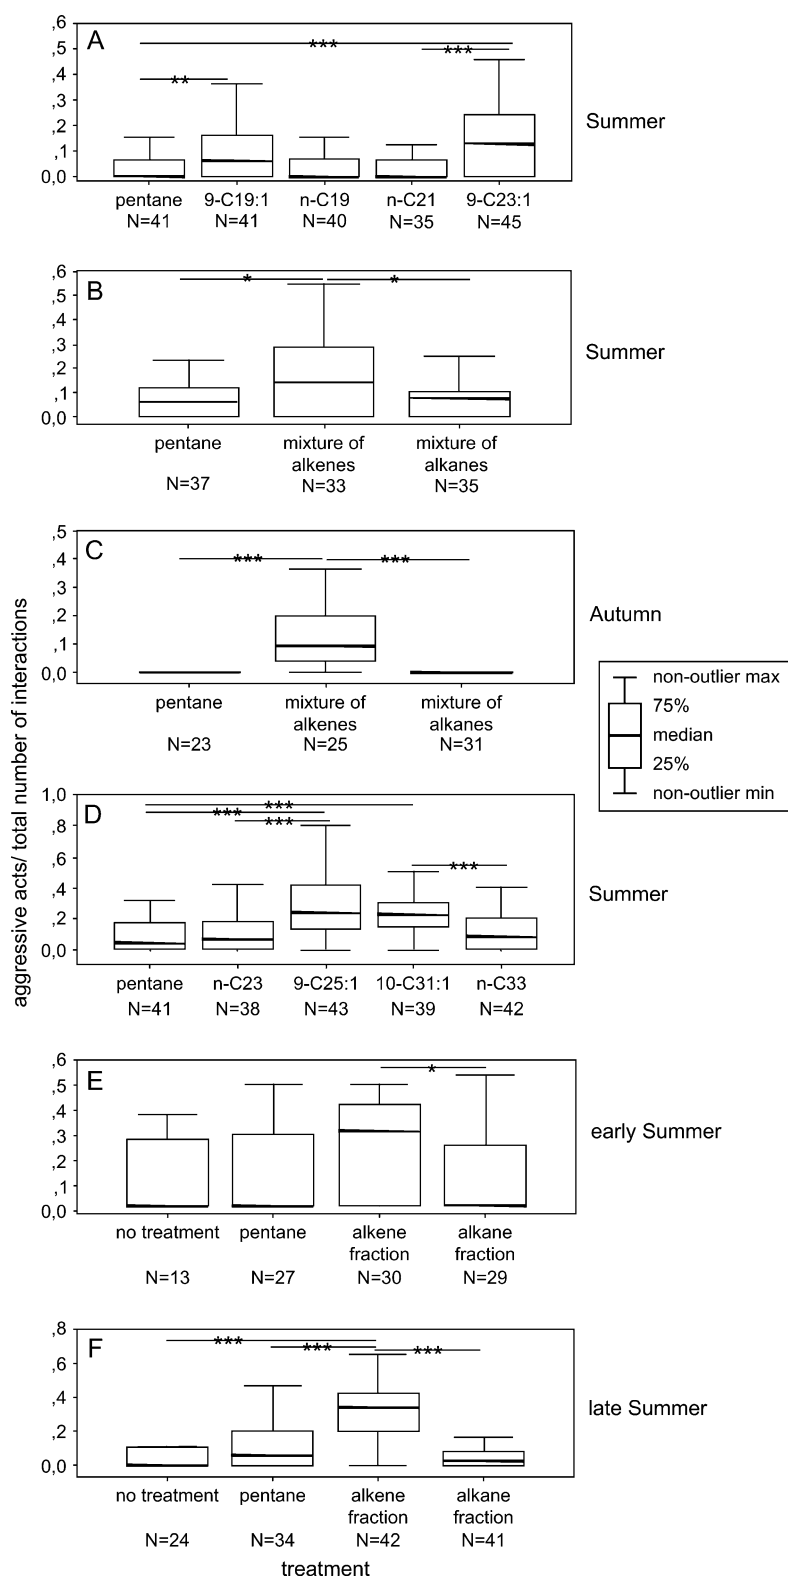 aggressive acts/ total number of interactions
A
,6
***
,5
***
,4
**
,3
,2
Summer
,1
0,0
pentane 9-C19:1 n-C19 n-C21 9-C23:1
N=41 N=41 N=40 N=35 N=45
B
,6
* *
,5
,4
,3
Summer
,2
,1
0,0
pentane mixture of mixture of
alkenes alkanes
N=37 N=33 N=35
C
,5
,4
*** ***
,3
,2
Autumn
,1
0,0
pentane mixture of mixture of
alkenes alkanes
N=23 N=25 N=31
non-outlier max
75%
median
25%
non-outlier min
D
1,0
***
***
***
,8
,6
***
,4
Summer
,2
0,0
pentane n-C23 9-C25:1 10-C31:1 n-C33
N=41 N=38 N=43 N=39 N=42
E
,6
*
,5
,4
,3
early Summer
,2
,1
0,0
no treatment pentane alkene alkane
fraction fraction
N=13 N=27 N=30 N=29
F
,8
***
***
***
,6
,4
late Summer
,2
0,0
no treatment pentane alkene alkane
fraction fraction
N=24 N=34 N=42 N=41
treatment